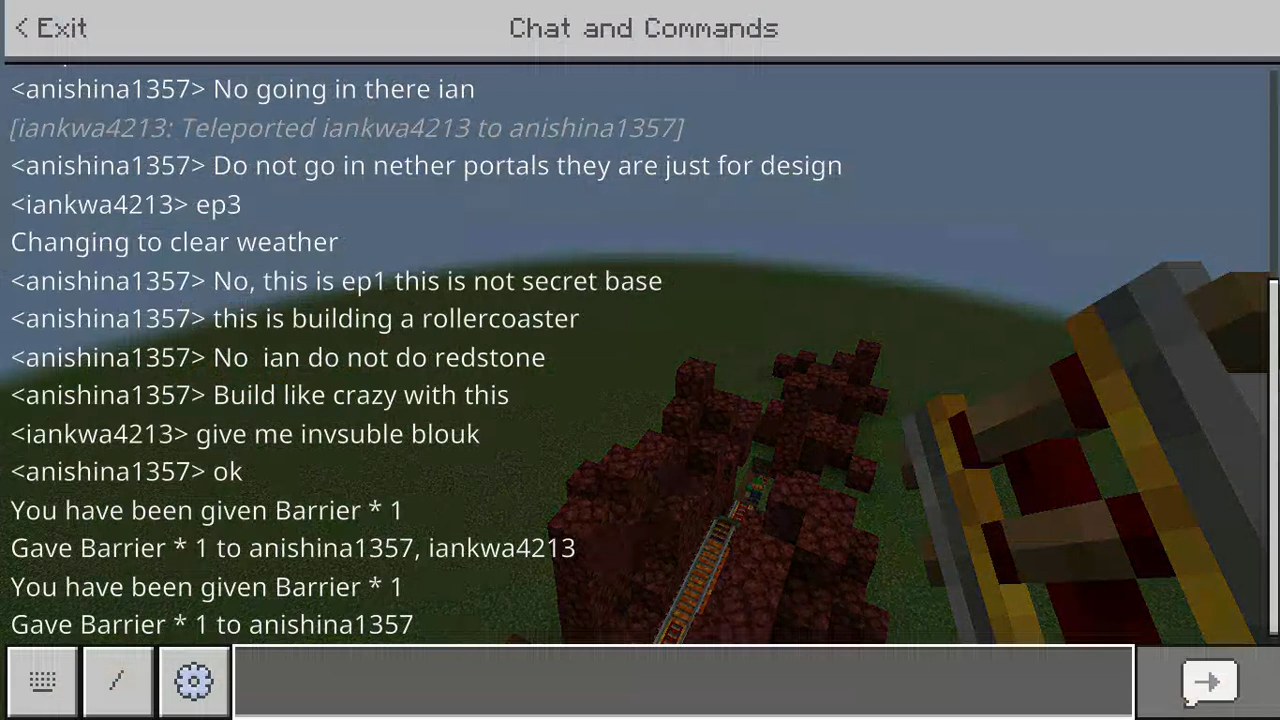 < Exit
Chat and Commands
<anishina1357> No going in there ian
[iankwa4213: Teleported iankwa4213 to anishina1357]
<anishina1357> Do not go in nether portals they are just for design
<iankwa4213> ep3
Changing to clear weather
<anishina1357> No, this is ep1 this is not secret base
<anishina1357> this is building a rollercoaster
<anishina1357> No  ian do not do redstone
<anishina1357> Build like crazy with this
<iankwa4213> give me invsuble blouk
<anishina1357> ok
You have been given Barrier * 1
Gave Barrier * 1 to anishina1357, iankwa4213
You have been given Barrier * 1
Gave Barrier * 1 to anishina1357
/